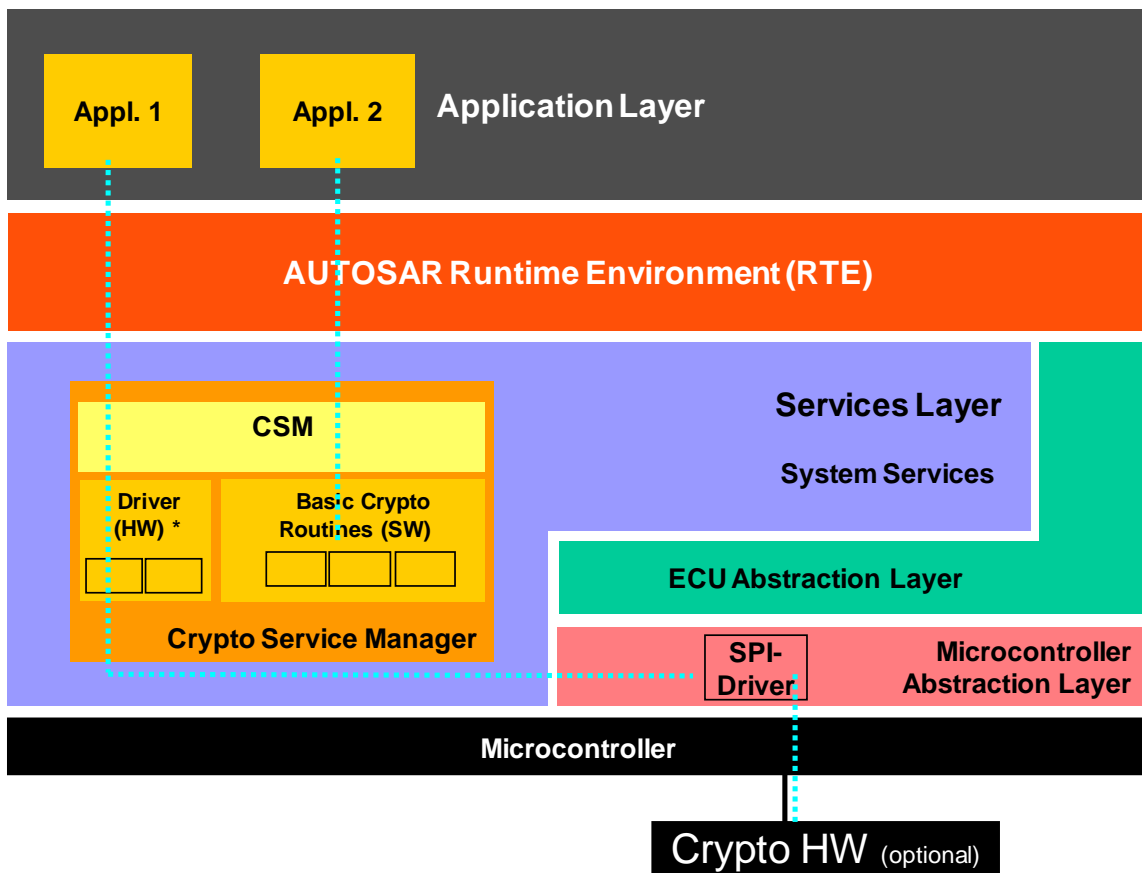 Appl. 1
Appl. 2
Application Layer
AUTOSAR Runtime Environment (RTE)
Services Layer
System Services
CSM
Driver
(HW) *
Basic Crypto
Routines (SW)
Crypto Service Manager
ECU Abstraction Layer
SPI-
Driver
Microcontroller
Abstraction Layer
Microcontroller
Crypto HW (optional)